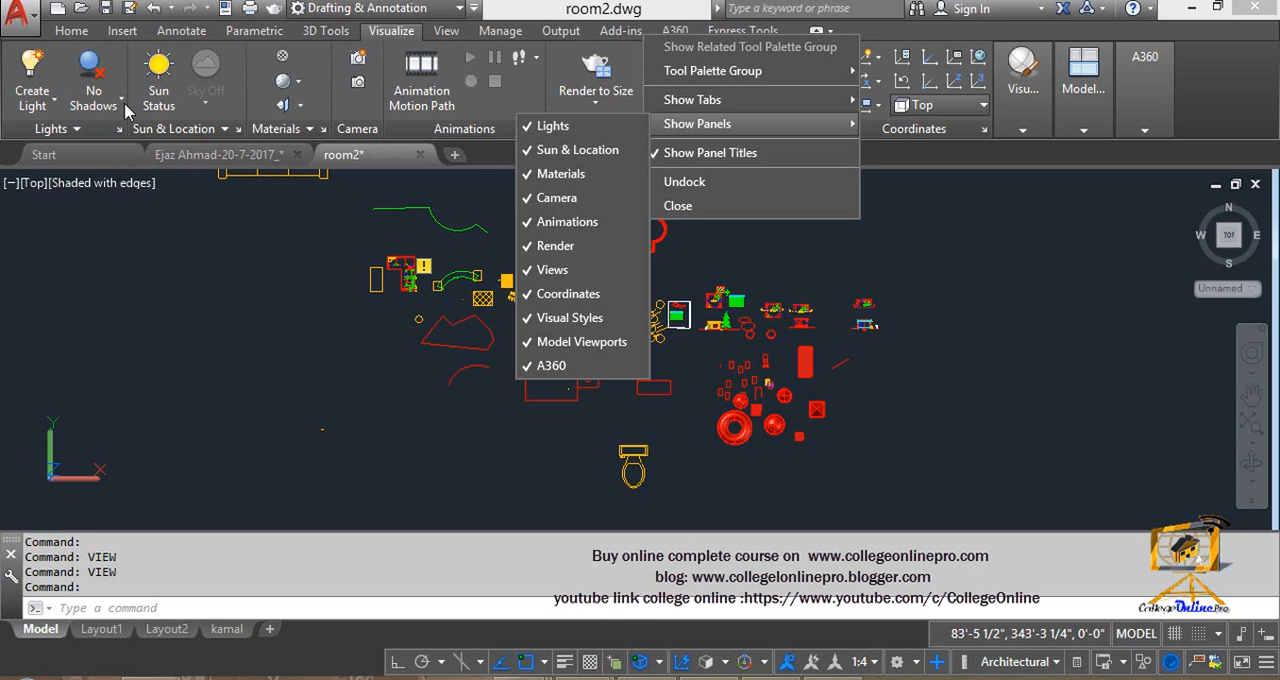 Drafting & Annotation
room2.dwg
Type a keyword or phrase
Sign In
Home
Insert
Annotate
Parametric
3D Tools
Visualize
View
Manage
Output
Add-ins
A360
Express Tools
Create Light
No Shadows
Sun Status
Sky Off
Animation Motion Path
Render to Size
Top
Visu...
Model...
A360
Lights
Sun & Location
Materials
Camera
Animations
Coordinates
Show Related Tool Palette Group
Tool Palette Group
Show Tabs
Show Panels
Show Panel Titles
Undock
Close
Lights
Sun & Location
Materials
Camera
Animations
Render
Views
Coordinates
Visual Styles
Model Viewports
A360
Start
Ejaz Ahmad-20-7-2017_*
room2*
[−][Top][Shaded with edges]
N
W
TOP
E
S
Unnamed
Y
X
Command:
Command: VIEW
Command: VIEW
Command:
Type a command
Buy online complete course on www.collegeonlinepro.com
blog: www.collegelonlinepro.blogger.com
youtube link college online :https://www.youtube.com/c/CollegeOnline
CollegeOnlinePro
Model
Layout1
Layout2
kamal
83'-5 1/2", 343'-3 1/4", 0'-0"
MODEL
1:4
Architectural